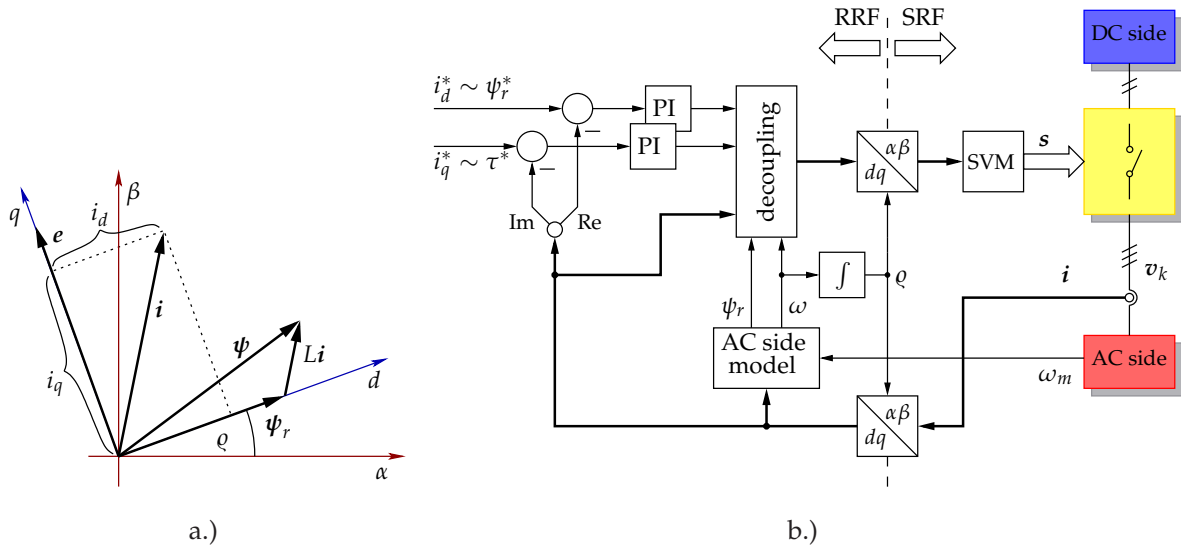 β
q
i_d
e
i
ψ
Li
i_q
d
ψ_r
ϱ
α
a.)
RRF SRF
DC side
i_d^* ∼ ψ_r^*
PI
−
i_q^* ∼ τ^*
PI
−
decoupling
αβ
dq
SVM
s
Im Re
ψ_r
ω
∫
ϱ
i
v_k
AC side
model
AC side
ω_m
αβ
dq
b.)